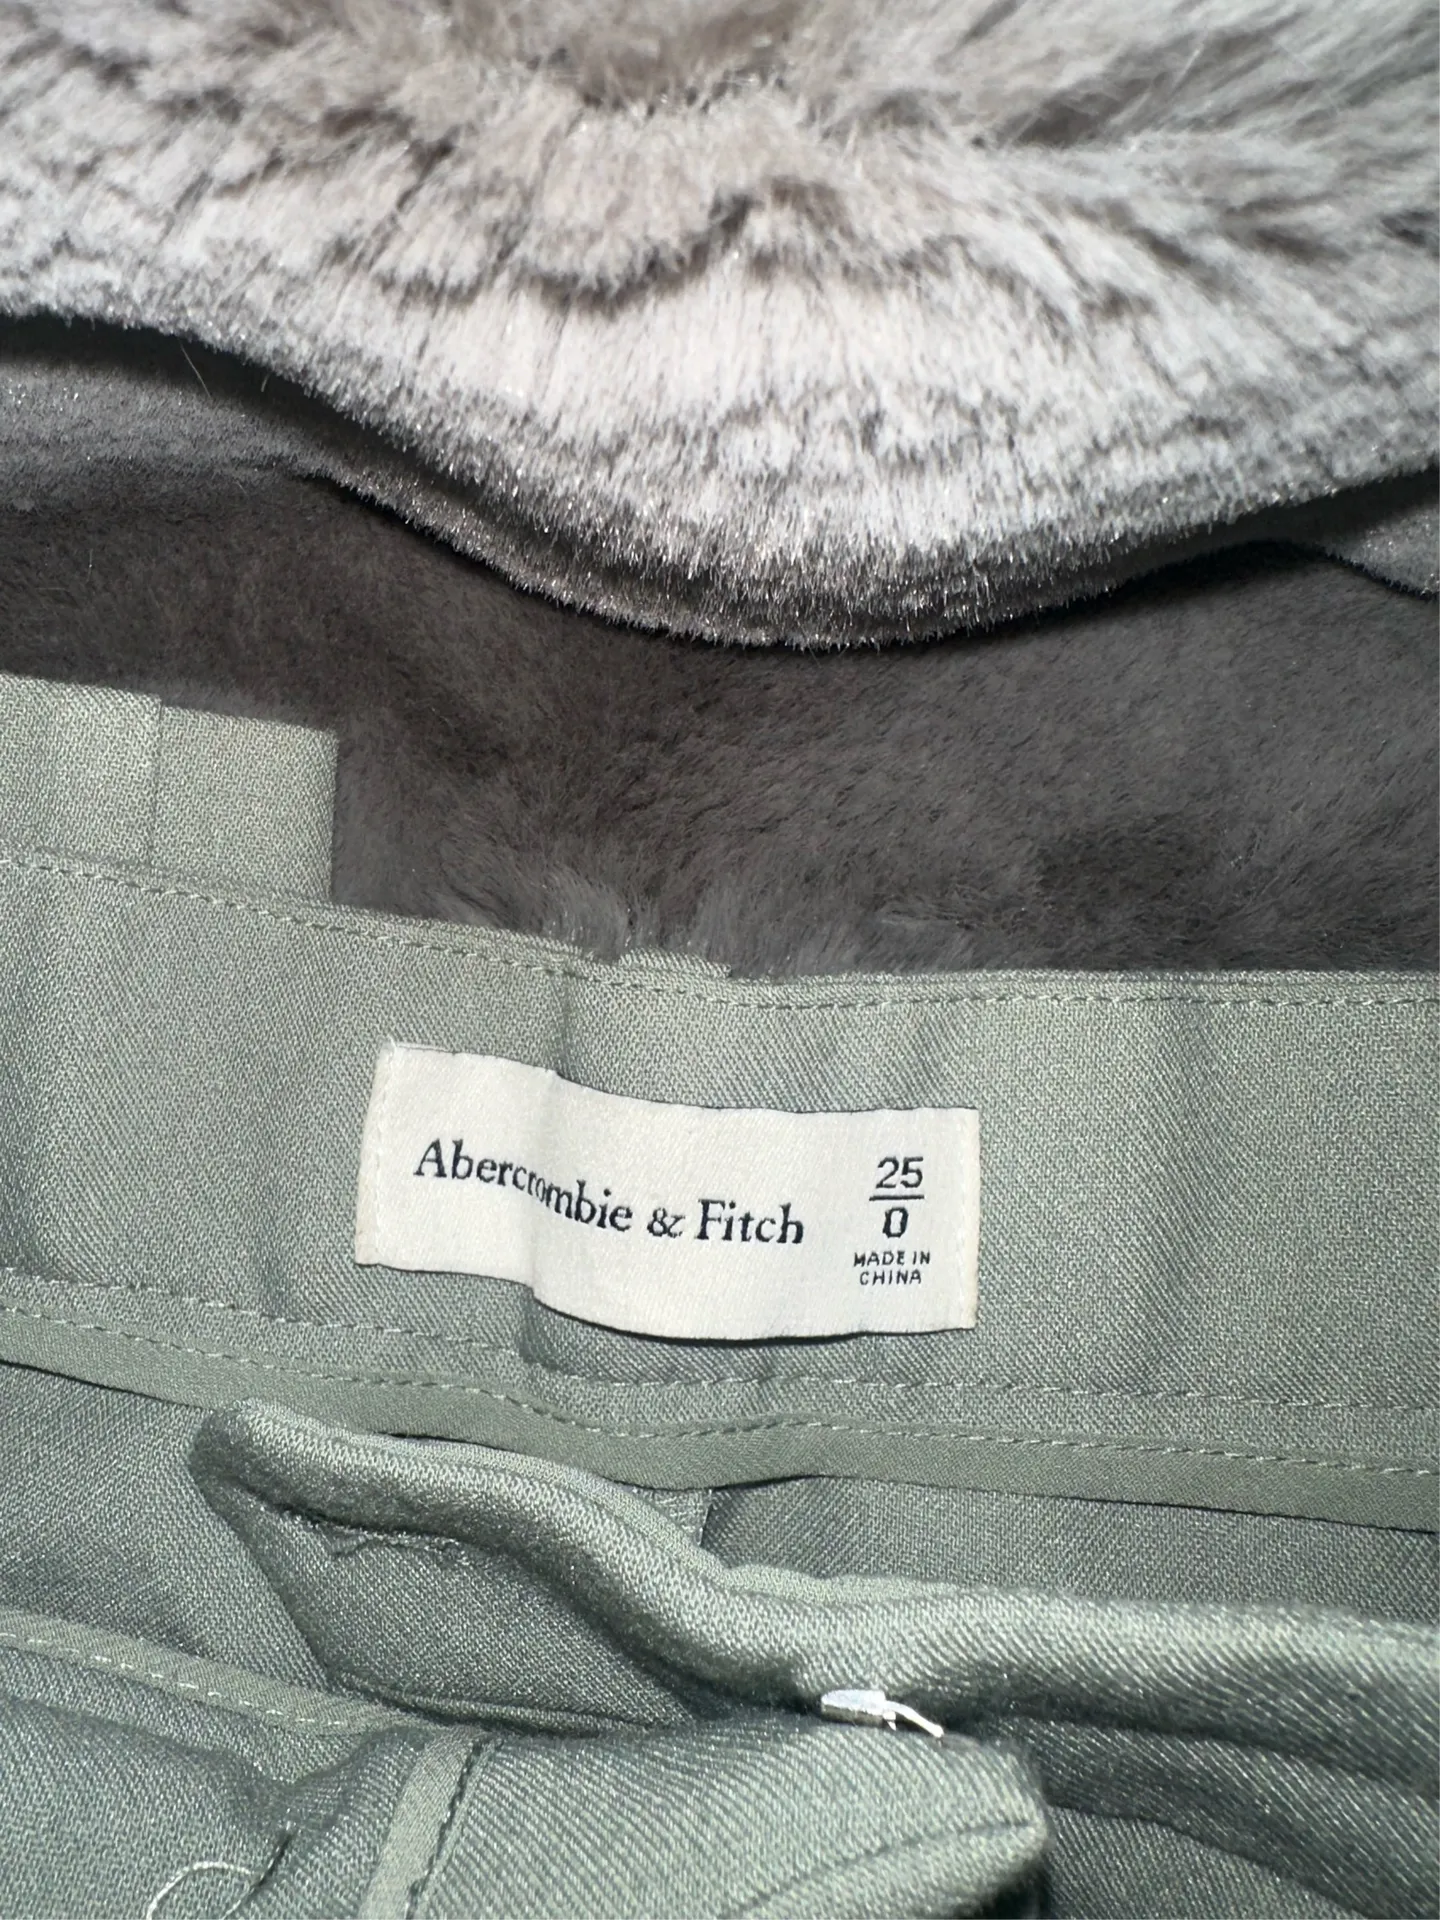 Abercrombie & Fitch
25
0
MADE IN
CHINA